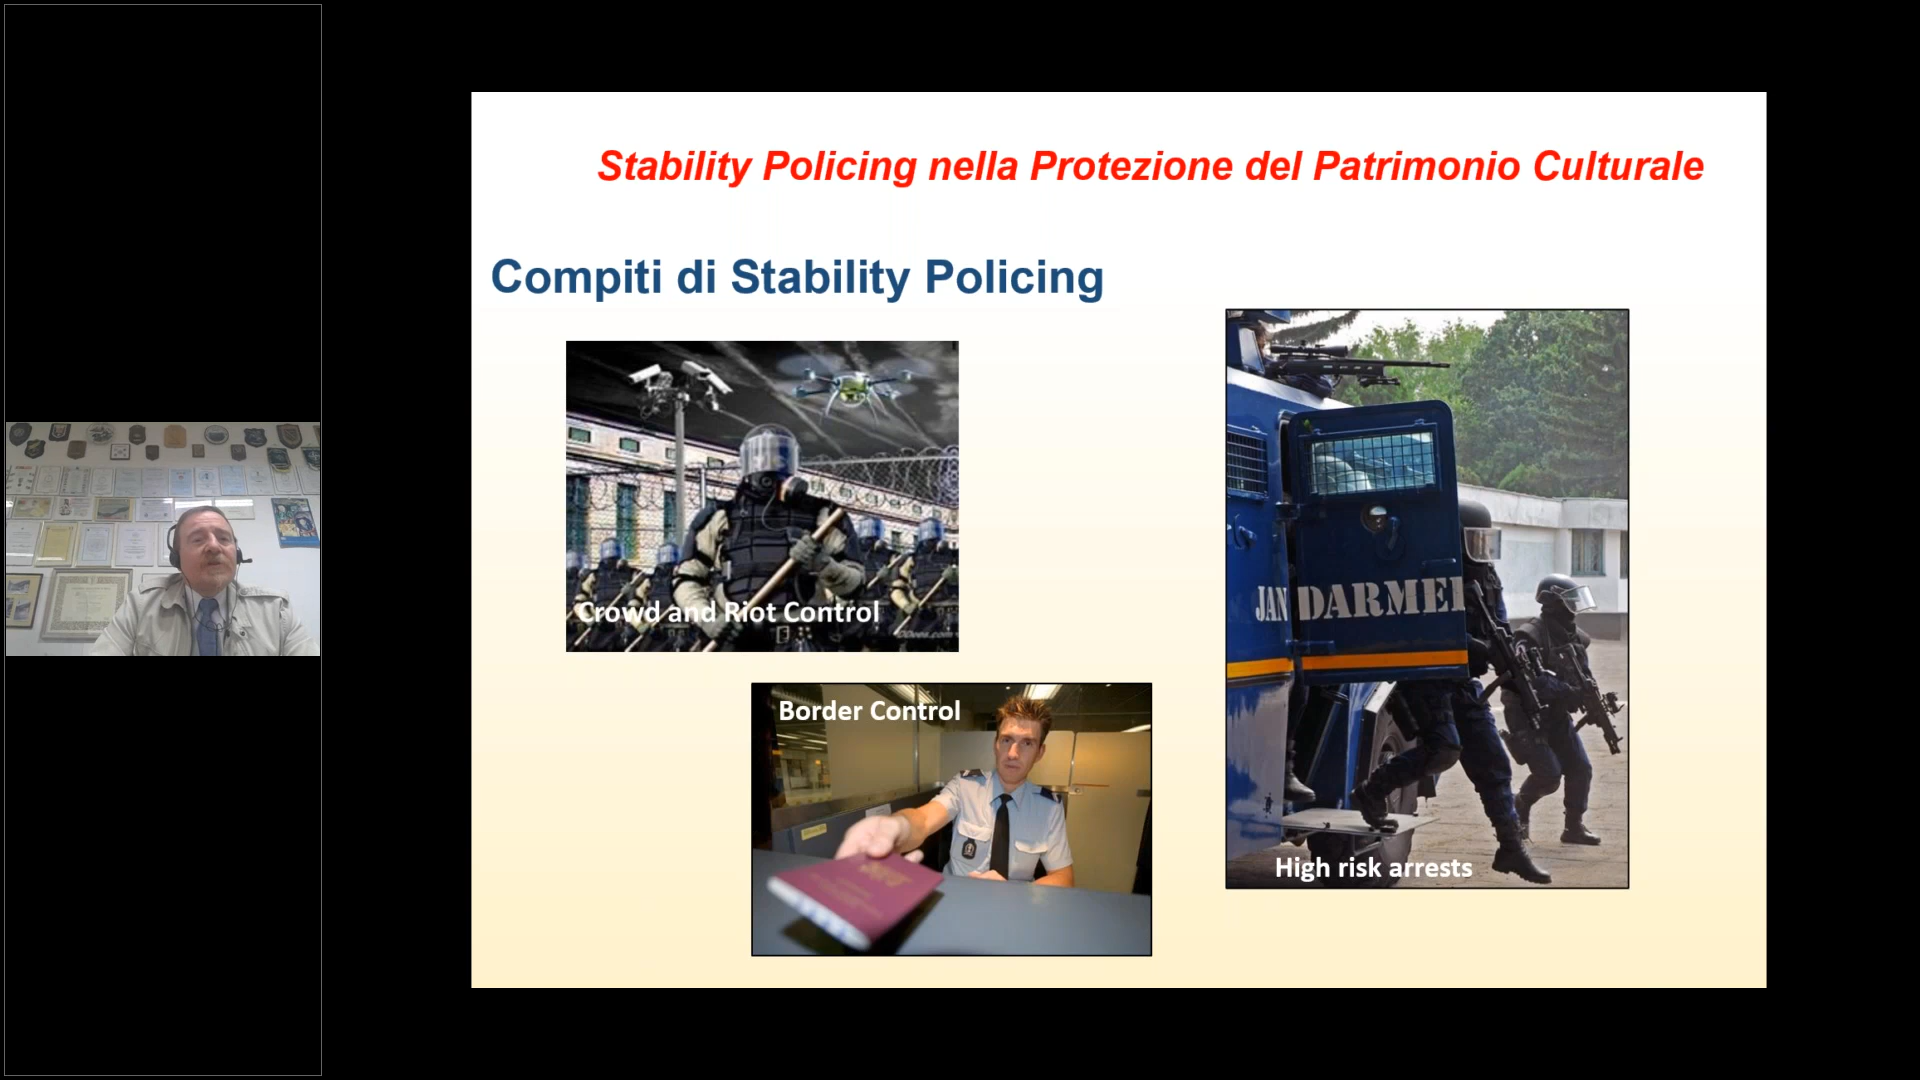 Stability Policing nella Protezione del Patrimonio Culturale
Compiti di Stability Policing
Crowd and Riot Control
JANDARMER
Border Control
High risk arrests